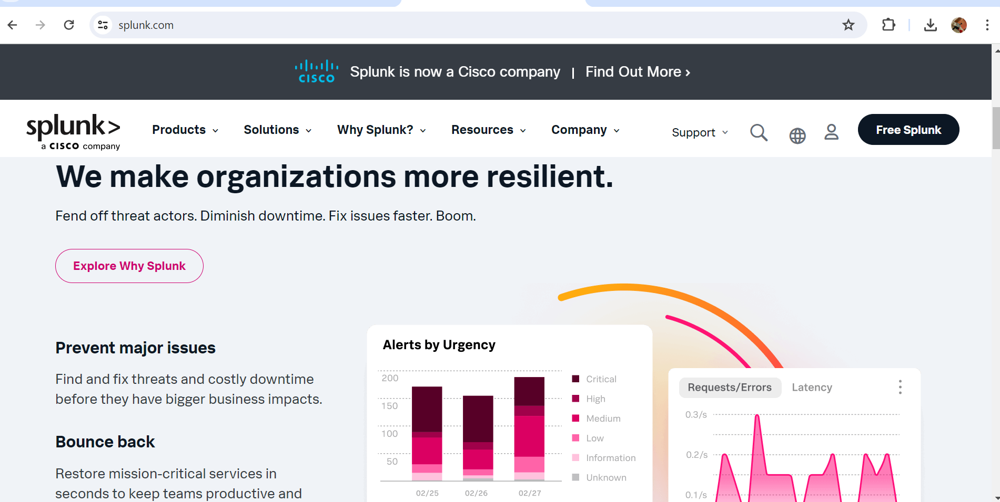 splunk.com
CISCO
Splunk is now a Cisco company | Find Out More ›
splunk>
a CISCO company
Products
Solutions
Why Splunk?
Resources
Company
Support
Free Splunk
We make organizations more resilient.
Fend off threat actors. Diminish downtime. Fix issues faster. Boom.
Explore Why Splunk
Prevent major issues
Find and fix threats and costly downtime
before they have bigger business impacts.
Bounce back
Restore mission-critical services in
seconds to keep teams productive and
Alerts by Urgency
200
150
100
50
02/25
02/26
02/27
Critical
High
Medium
Low
Information
Unknown
Requests/Errors
Latency
0.3/s
0.2/s
0.1/s